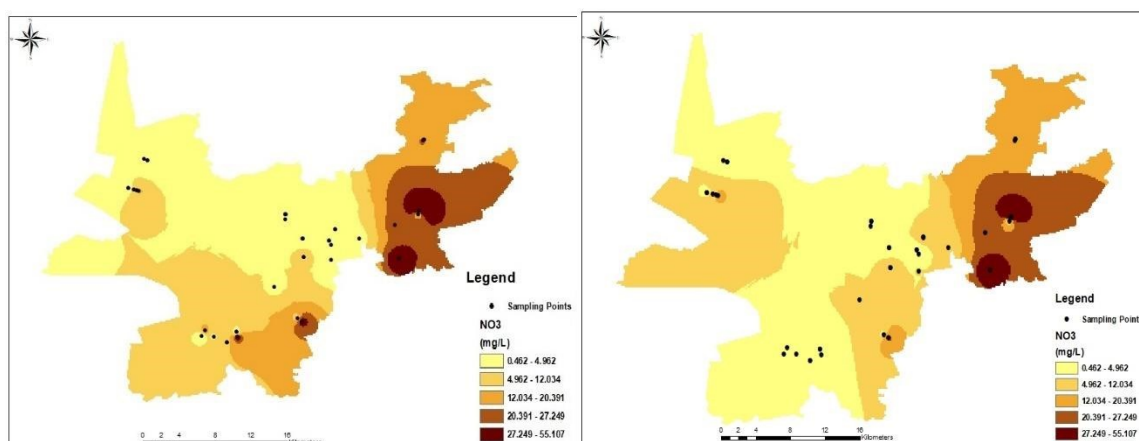 Legend
Sampling Points
NO3
(mg/L)
0.462 - 4.962
4.962 - 12.034
12.034 - 20.391
20.391 - 27.249
27.249 - 55.107
0 2 4 8 12 16
Kilometers
Legend
Sampling Point
NO3
(mg/L)
0.462 - 4.962
4.962 - 12.034
12.034 - 20.391
20.391 - 27.249
27.249 - 55.107
0 2 4 8 12 16
Kilometers